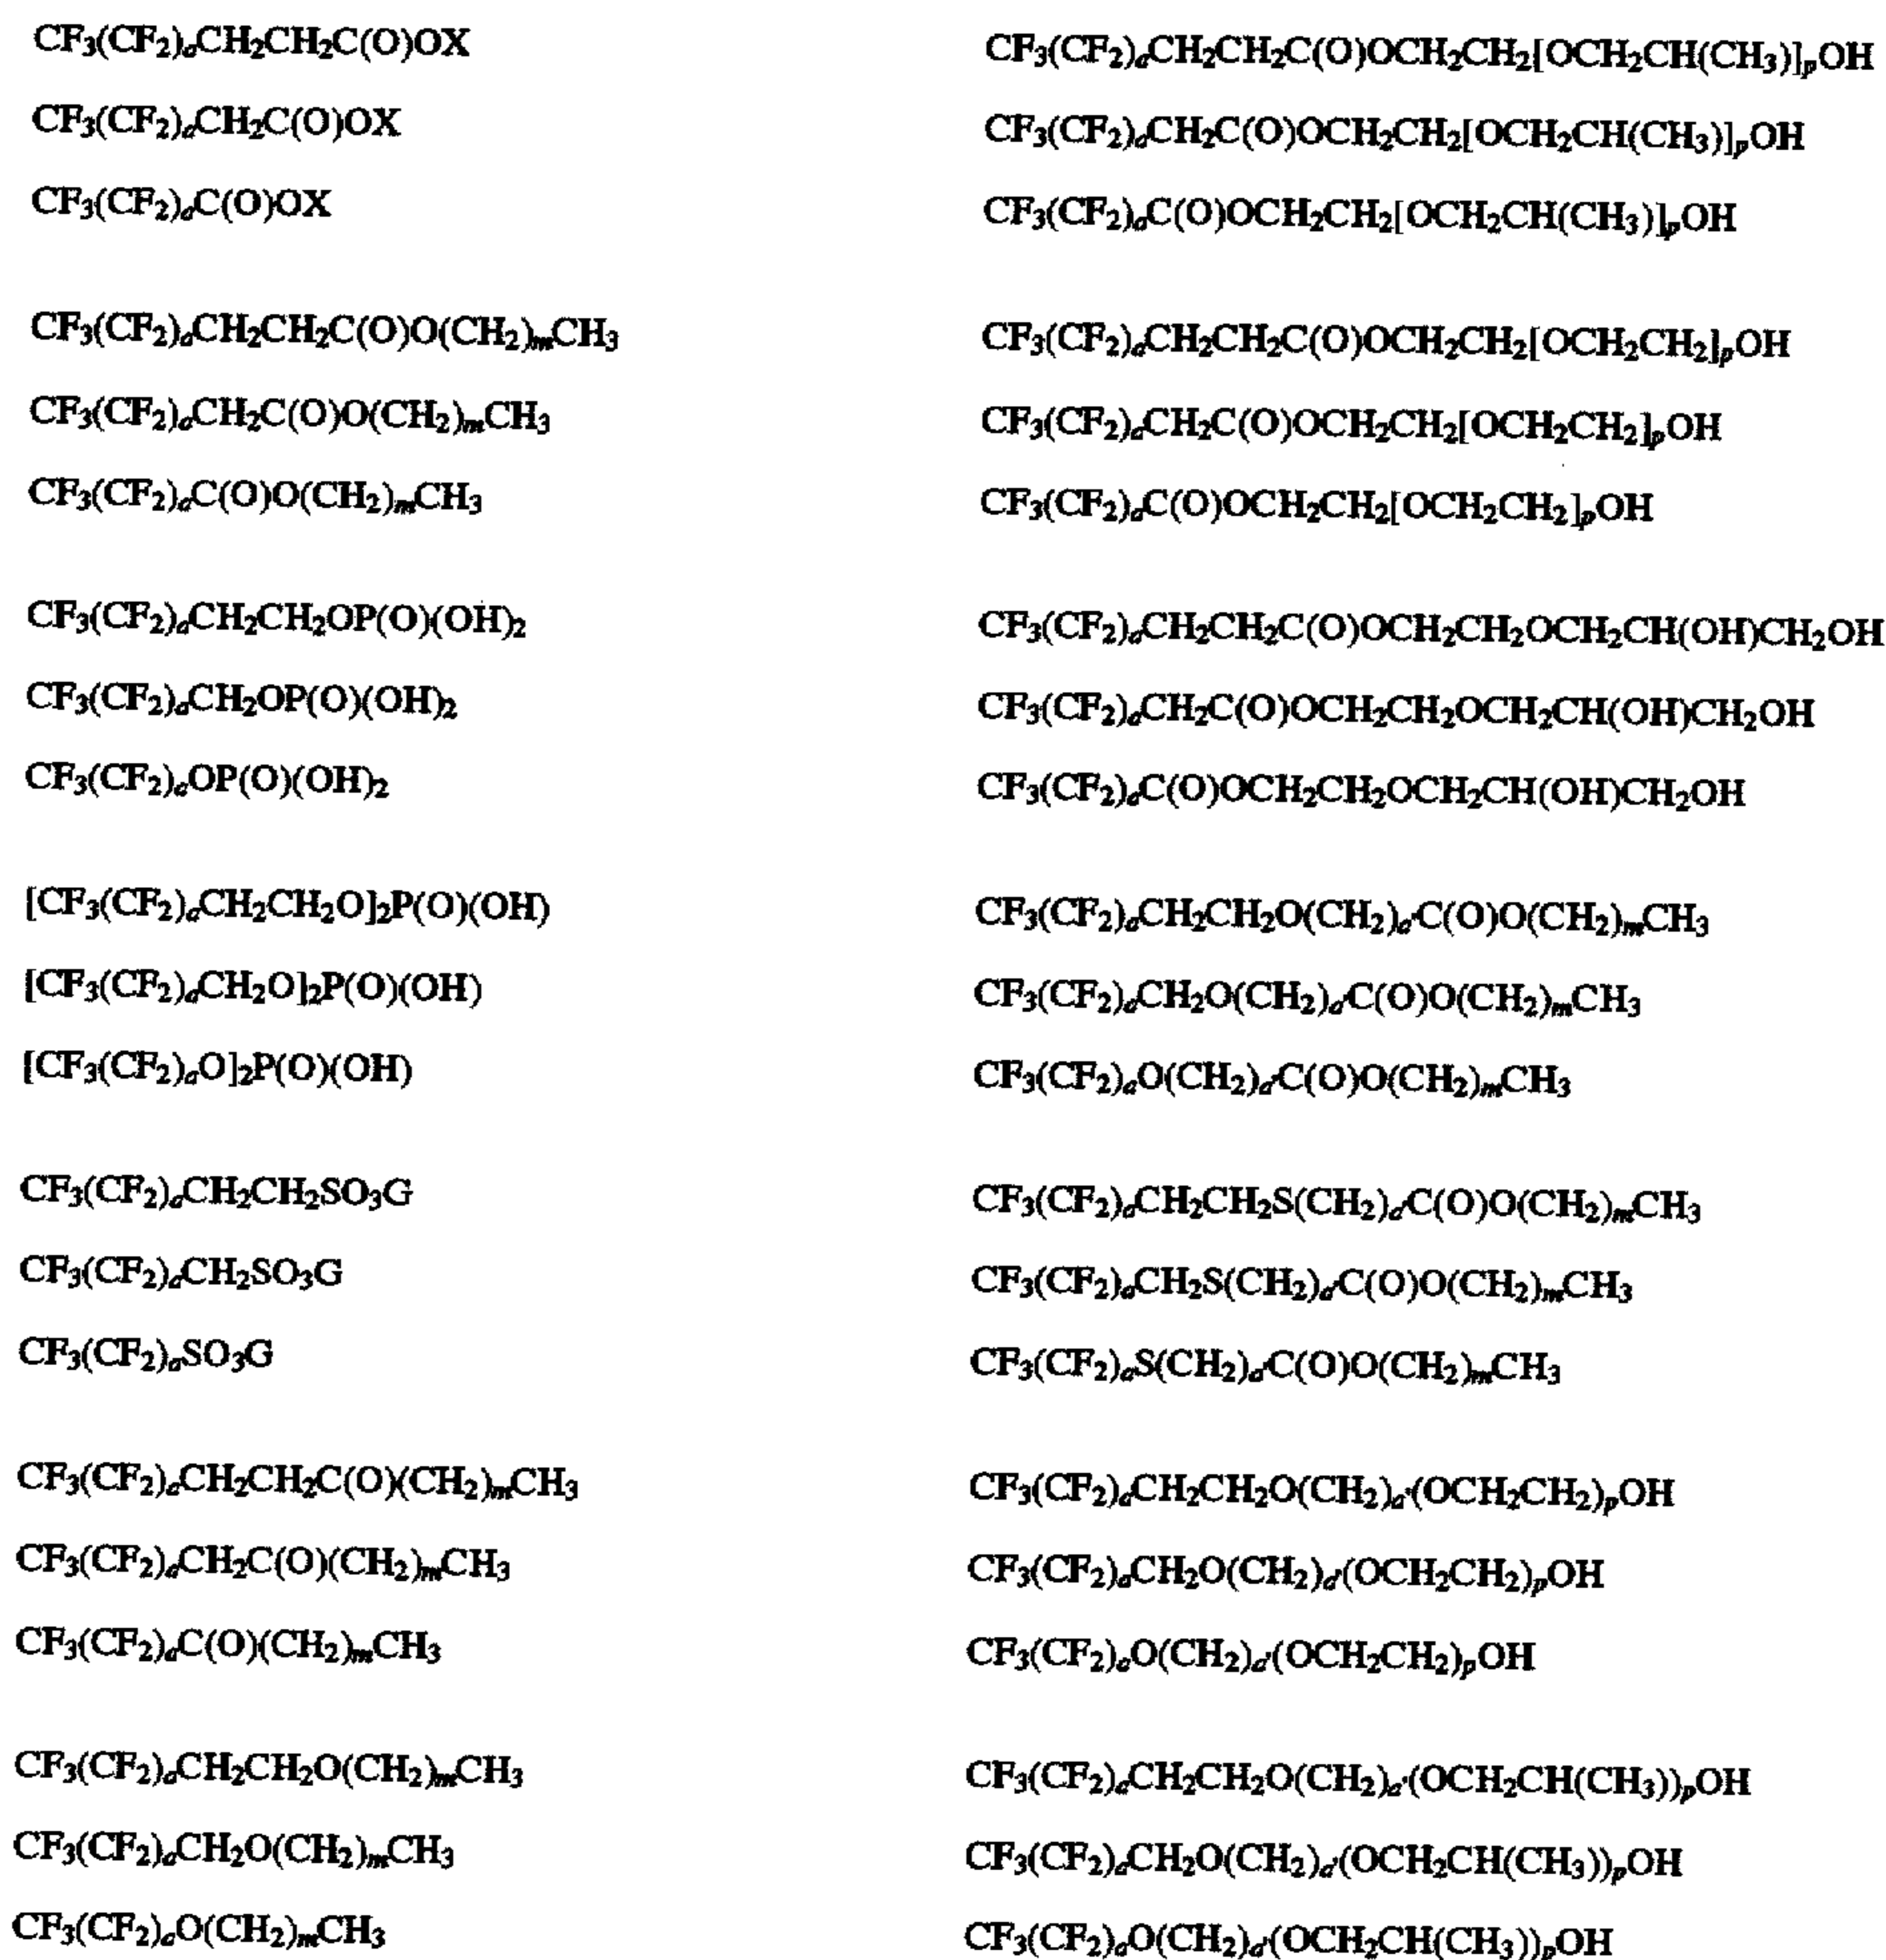 CF₃(CF₂)ₐCH₂CH₂C(O)OX
CF₃(CF₂)ₐCH₂C(O)OX
CF₃(CF₂)ₐC(O)OX
CF₃(CF₂)ₐCH₂CH₂C(O)O(CH₂)ₘCH₃
CF₃(CF₂)ₐCH₂C(O)O(CH₂)ₘCH₃
CF₃(CF₂)ₐC(O)O(CH₂)ₘCH₃
CF₃(CF₂)ₐCH₂CH₂OP(O)(OH)₂
CF₃(CF₂)ₐCH₂OP(O)(OH)₂
CF₃(CF₂)ₐOP(O)(OH)₂
[CF₃(CF₂)ₐCH₂CH₂O]₂P(O)(OH)
[CF₃(CF₂)ₐCH₂O]₂P(O)(OH)
[CF₃(CF₂)ₐO]₂P(O)(OH)
CF₃(CF₂)ₐCH₂CH₂SO₃G
CF₃(CF₂)ₐCH₂SO₃G
CF₃(CF₂)ₐSO₃G
CF₃(CF₂)ₐCH₂CH₂C(O)(CH₂)ₘCH₃
CF₃(CF₂)ₐCH₂C(O)(CH₂)ₘCH₃
CF₃(CF₂)ₐC(O)(CH₂)ₘCH₃
CF₃(CF₂)ₐCH₂CH₂O(CH₂)ₘCH₃
CF₃(CF₂)ₐCH₂O(CH₂)ₘCH₃
CF₃(CF₂)ₐO(CH₂)ₘCH₃
CF₃(CF₂)ₐCH₂CH₂C(O)OCH₂CH₂[OCH₂CH(CH₃)]ₚOH
CF₃(CF₂)ₐCH₂C(O)OCH₂CH₂[OCH₂CH(CH₃)]ₚOH
CF₃(CF₂)ₐC(O)OCH₂CH₂[OCH₂CH(CH₃)]ₚOH
CF₃(CF₂)ₐCH₂CH₂C(O)OCH₂CH₂[OCH₂CH₂]ₚOH
CF₃(CF₂)ₐCH₂C(O)OCH₂CH₂[OCH₂CH₂]ₚOH
CF₃(CF₂)ₐC(O)OCH₂CH₂[OCH₂CH₂]ₚOH
CF₃(CF₂)ₐCH₂CH₂C(O)OCH₂CH₂OCH₂CH(OH)CH₂OH
CF₃(CF₂)ₐCH₂C(O)OCH₂CH₂OCH₂CH(OH)CH₂OH
CF₃(CF₂)ₐC(O)OCH₂CH₂OCH₂CH(OH)CH₂OH
CF₃(CF₂)ₐCH₂CH₂O(CH₂)ₐ'C(O)O(CH₂)ₘCH₃
CF₃(CF₂)ₐCH₂O(CH₂)ₐ'C(O)O(CH₂)ₘCH₃
CF₃(CF₂)ₐO(CH₂)ₐ'C(O)O(CH₂)ₘCH₃
CF₃(CF₂)ₐCH₂CH₂S(CH₂)ₐ'C(O)O(CH₂)ₘCH₃
CF₃(CF₂)ₐCH₂S(CH₂)ₐ'C(O)O(CH₂)ₘCH₃
CF₃(CF₂)ₐS(CH₂)ₐ'C(O)O(CH₂)ₘCH₃
CF₃(CF₂)ₐCH₂CH₂O(CH₂)ₐ'(OCH₂CH₂)ₚOH
CF₃(CF₂)ₐCH₂O(CH₂)ₐ'(OCH₂CH₂)ₚOH
CF₃(CF₂)ₐO(CH₂)ₐ'(OCH₂CH₂)ₚOH
CF₃(CF₂)ₐCH₂CH₂O(CH₂)ₐ'(OCH₂CH(CH₃))ₚOH
CF₃(CF₂)ₐCH₂O(CH₂)ₐ'(OCH₂CH(CH₃))ₚOH
CF₃(CF₂)ₐO(CH₂)ₐ'(OCH₂CH(CH₃))ₚOH